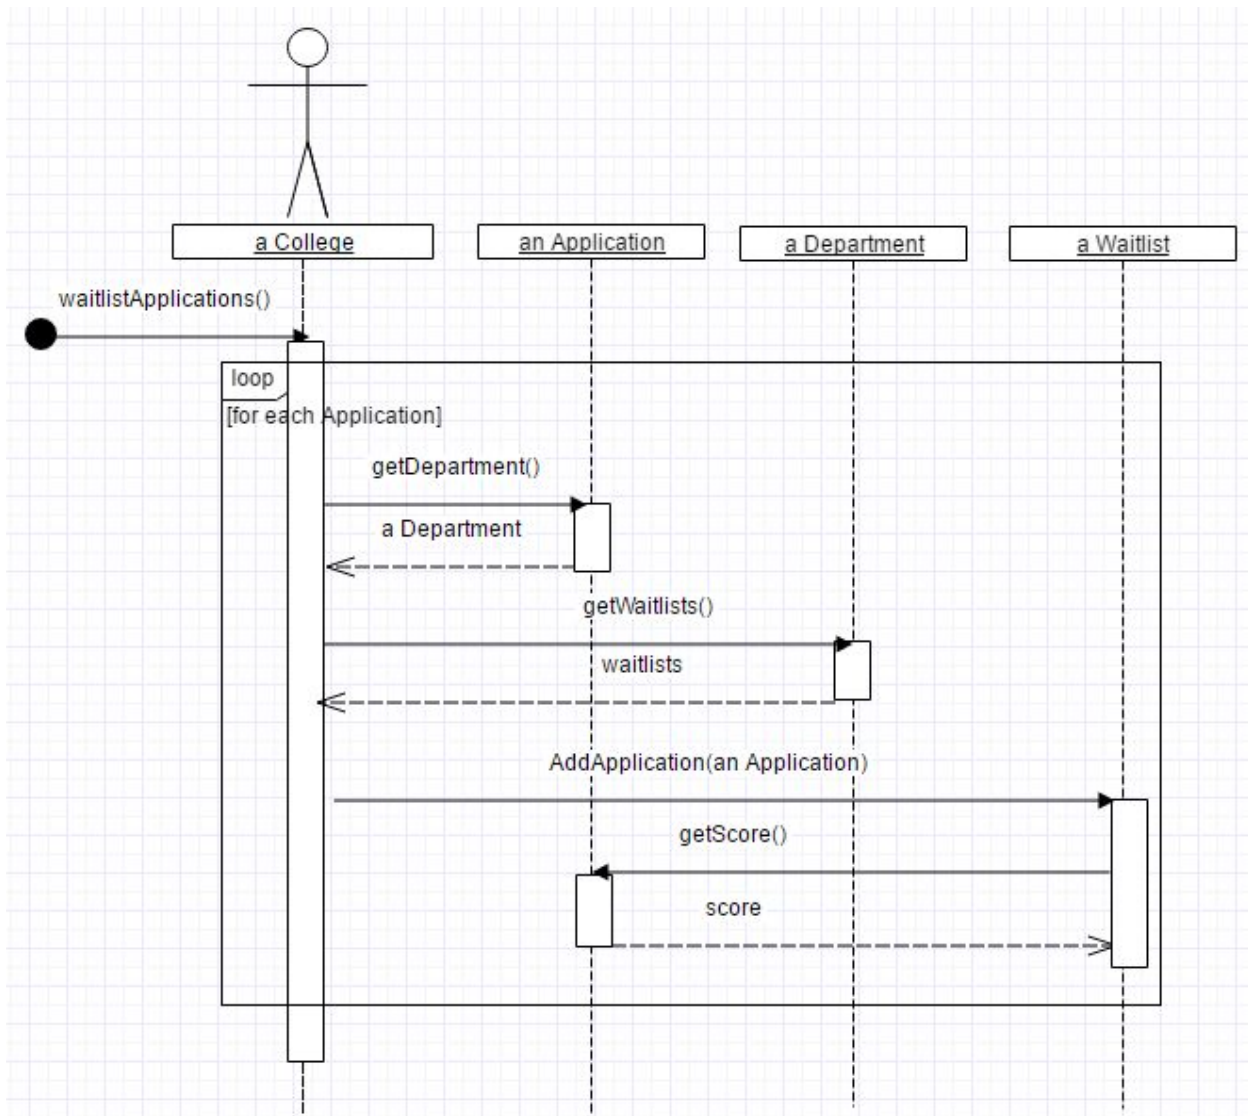 a College
an Application
a Department
a Waitlist
waitlistApplications()
loop
[for each Application]
getDepartment()
a Department
getWaitlists()
waitlists
AddApplication(an Application)
getScore()
score